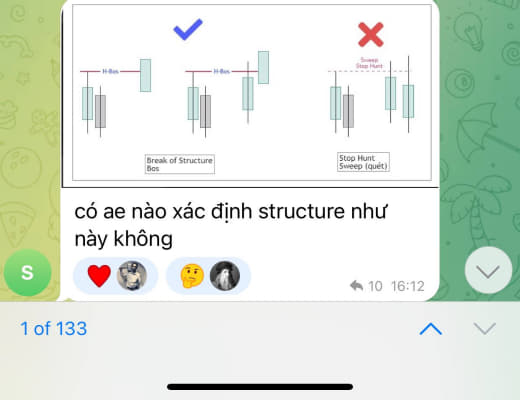 Sweep
Stop Hunt
H-Bos
H-Bos
Break of Structure
Bos
Stop Hunt
Sweep (quét)
có ae nào xác định structure như
này không
S
10 16:12
1 of 133